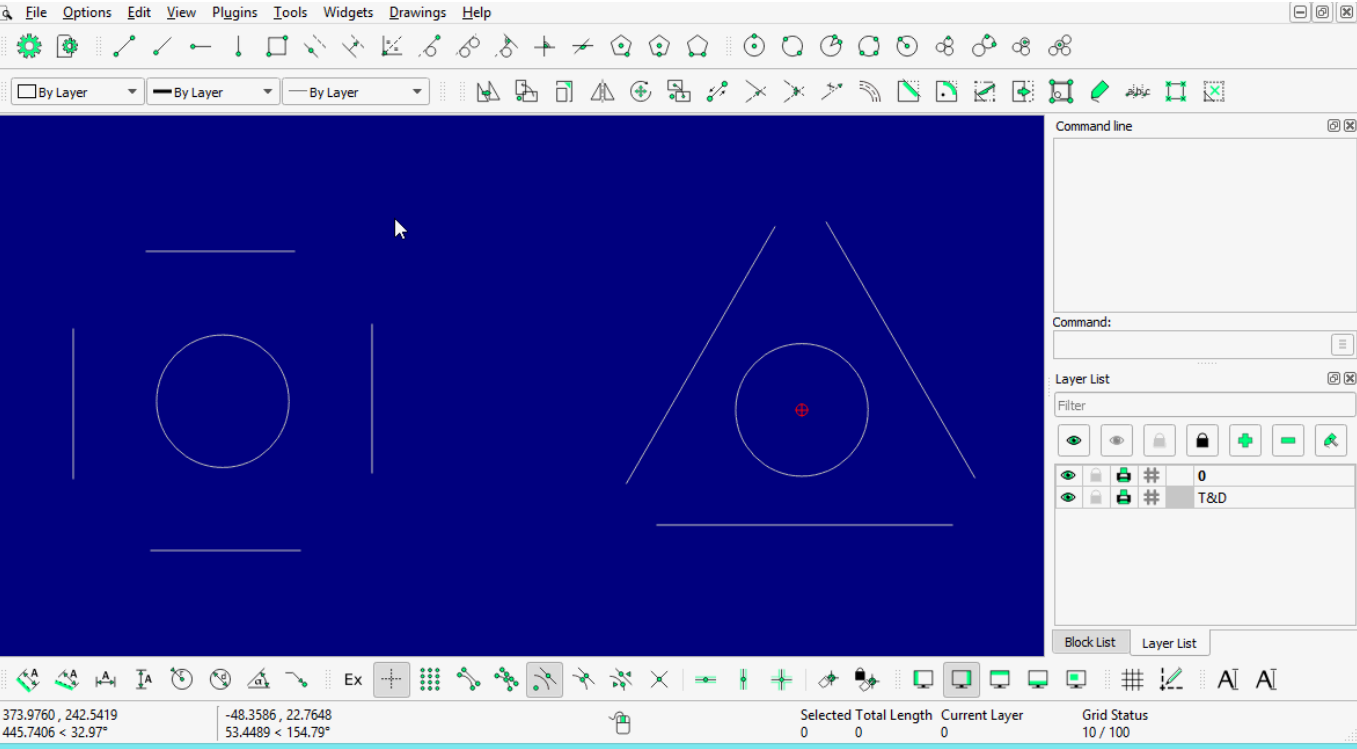 File Options Edit View Plugins Tools Widgets Drawings Help
By Layer By Layer By Layer
Command line
Command:
Layer List
Filter
0
T&D
Block List Layer List
Ex
373.9760 , 242.5419
445.7406 < 32.97°
-48.3586 , 22.7648
53.4489 < 154.79°
Selected Total Length Current Layer Grid Status
0 0 0 10 / 100